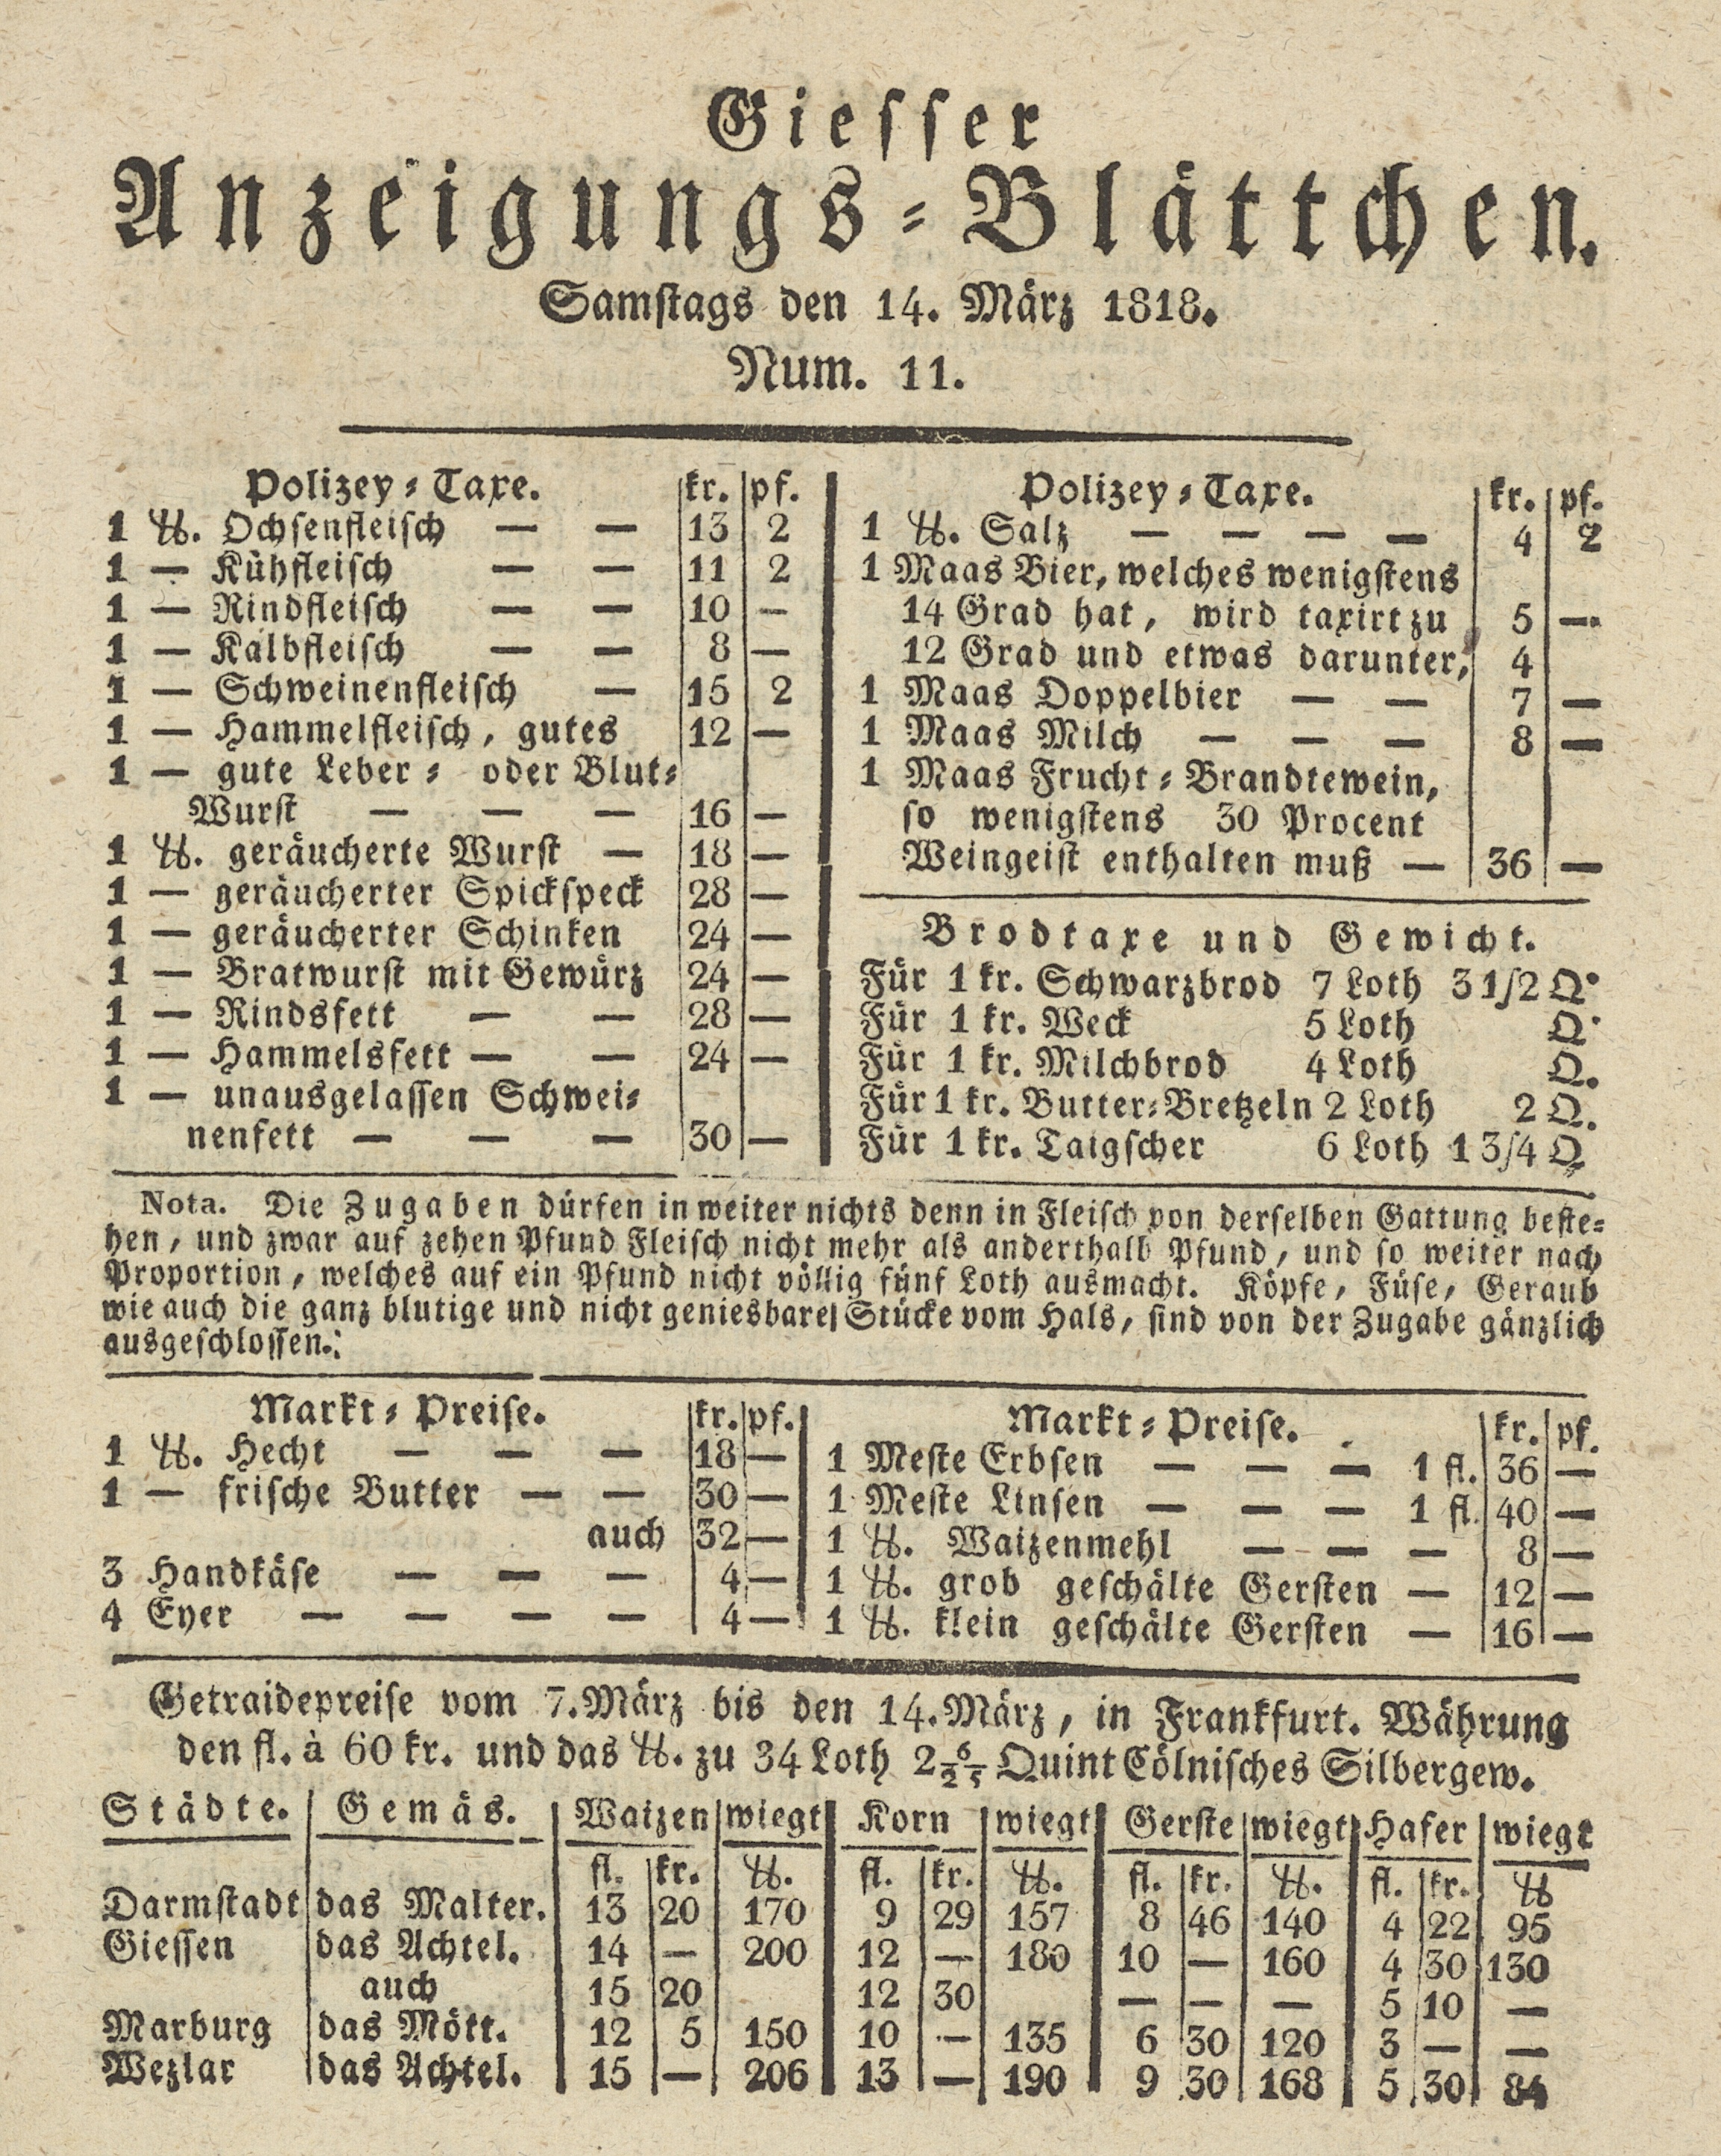 Giesser
Anzeigungs-Blättchen.
Samstags den 14. März 1818.
Num. 11.
Polizey-Taxe. kr. pf.
1 ℔. Ochsenfleisch — — 13 2
1 — Kühfleisch — — 11 2
1 — Rindfleisch — — 10 —
1 — Kalbfleisch — — 8 —
1 — Schweinenfleisch — 15 2
1 — Hammelfleisch, gutes 12 —
1 — gute Leber- oder Blut-
Wurst — — — 16 —
1 ℔. geräucherte Wurst — 18 —
1 — geräucherter Spickspeck 28 —
1 — geräucherter Schinken 24 —
1 — Bratwurst mit Gewürz 24 —
1 — Rindsfett — — 28 —
1 — Hammelsfett — — 24 —
1 — unausgelassen Schwei-
nenfett — — — 30 —
Polizey-Taxe. kr. pf.
1 ℔. Salz — — — — 4 2
1 Maas Bier, welches wenigstens
14 Grad hat, wird taxirt zu 5 —
12 Grad und etwas darunter, 4
1 Maas Doppelbier — — 7 —
1 Maas Milch — — — 8 —
1 Maas Frucht-Brandtewein,
so wenigstens 30 Procent
Weingeist enthalten muß — 36 —
Brodtaxe und Gewicht.
Für 1 kr. Schwarzbrod 7 Loth 3 1/2 Q.
Für 1 kr. Weck 5 Loth Q.
Für 1 kr. Milchbrod 4 Loth Q.
Für 1 kr. Butter-Bretzeln 2 Loth 2 Q.
Für 1 kr. Taigscher 6 Loth 1 3/4 Q.
Nota. Die Zugaben dürfen in weiter nichts denn in Fleisch von derselben Gattung beste-
hen, und zwar auf zehen Pfund Fleisch nicht mehr als anderthalb Pfund, und so weiter nach
Proportion, welches auf ein Pfund nicht völlig fünf Loth ausmacht. Köpfe, Füse, Geraub
wie auch die ganz blutige und nicht geniesbare Stücke vom Hals, sind von der Zugabe gänzlich
ausgeschlossen.
Markt-Preise. kr. pf.
1 ℔. Hecht — — — 18 —
1 — frische Butter — — 30 —
auch 32 —
3 Handkäse — — — 4 —
4 Eyer — — — — 4 —
Markt-Preise. kr. pf.
1 Meste Erbsen — — — 1 fl. 36 —
1 Meste Linsen — — — 1 fl. 40 —
1 ℔. Waizenmehl — — — 8 —
1 ℔. grob geschälte Gersten — 12 —
1 ℔. klein geschälte Gersten — 16 —
Getraidepreise vom 7. März bis den 14. März, in Frankfurt. Währung
den fl. à 60 kr. und das ℔. zu 34 Loth 2 6/25 Quint Cölnisches Silbergew.
Städte. Gemäs. Waizen wiegt Korn wiegt Gerste wiegt Hafer wiegt
fl. kr. ℔. fl. kr. ℔. fl. kr. ℔. fl. kr. ℔
Darmstadt das Malter. 13 20 170 9 29 157 8 46 140 4 22 95
Giessen das Achtel. 14 — 200 12 — 180 10 — 160 4 30 130
auch 15 20 12 30 — — — 5 10 —
Marburg das Mött. 12 5 150 10 — 135 6 30 120 3 — —
Wezlar das Achtel. 15 — 206 13 — 190 9 30 168 5 30 84